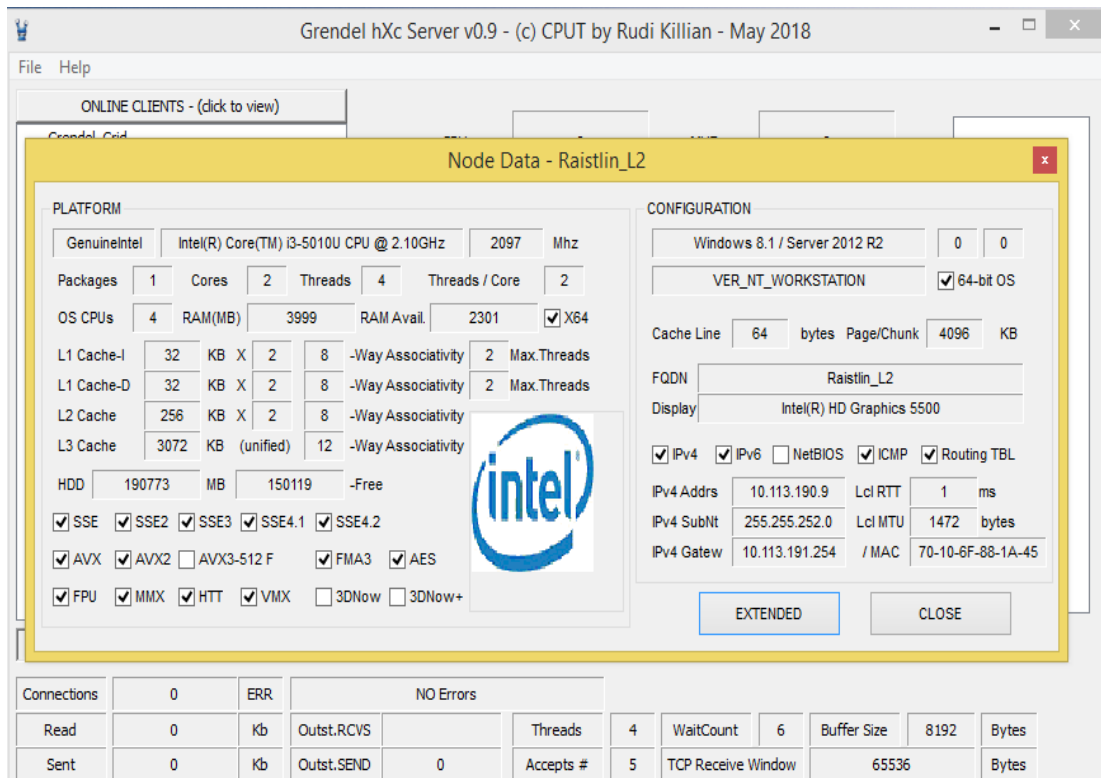 Grendel hXc Server v0.9 - (c) CPUT by Rudi Killian - May 2018
File Help
ONLINE CLIENTS - (click to view)
Node Data - Raistlin_L2
PLATFORM
GenuineIntel Intel(R) Core(TM) i3-5010U CPU @ 2.10GHz 2097 Mhz
Packages 1 Cores 2 Threads 4 Threads / Core 2
OS CPUs 4 RAM(MB) 3999 RAM Avail. 2301 X64
L1 Cache-I 32 KB X 2 8 -Way Associativity 2 Max.Threads
L1 Cache-D 32 KB X 2 8 -Way Associativity 2 Max.Threads
L2 Cache 256 KB X 2 8 -Way Associativity
L3 Cache 3072 KB (unified) 12 -Way Associativity
HDD 190773 MB 150119 -Free
SSE SSE2 SSE3 SSE4.1 SSE4.2
AVX AVX2 AVX3-512 F FMA3 AES
FPU MMX HTT VMX 3DNow 3DNow+
intel
CONFIGURATION
Windows 8.1 / Server 2012 R2 0 0
VER_NT_WORKSTATION 64-bit OS
Cache Line 64 bytes Page/Chunk 4096 KB
FQDN Raistlin_L2
Display Intel(R) HD Graphics 5500
IPv4 IPv6 NetBIOS ICMP Routing TBL
IPv4 Addrs 10.113.190.9 Lcl RTT 1 ms
IPv4 SubNt 255.255.252.0 Lcl MTU 1472 bytes
IPv4 Gatew 10.113.191.254 / MAC 70-10-6F-88-1A-45
EXTENDED CLOSE
Connections 0 ERR NO Errors
Read 0 Kb Outst.RCVS Threads 4 WaitCount 6 Buffer Size 8192 Bytes
Sent 0 Kb Outst.SEND 0 Accepts # 5 TCP Receive Window 65536 Bytes